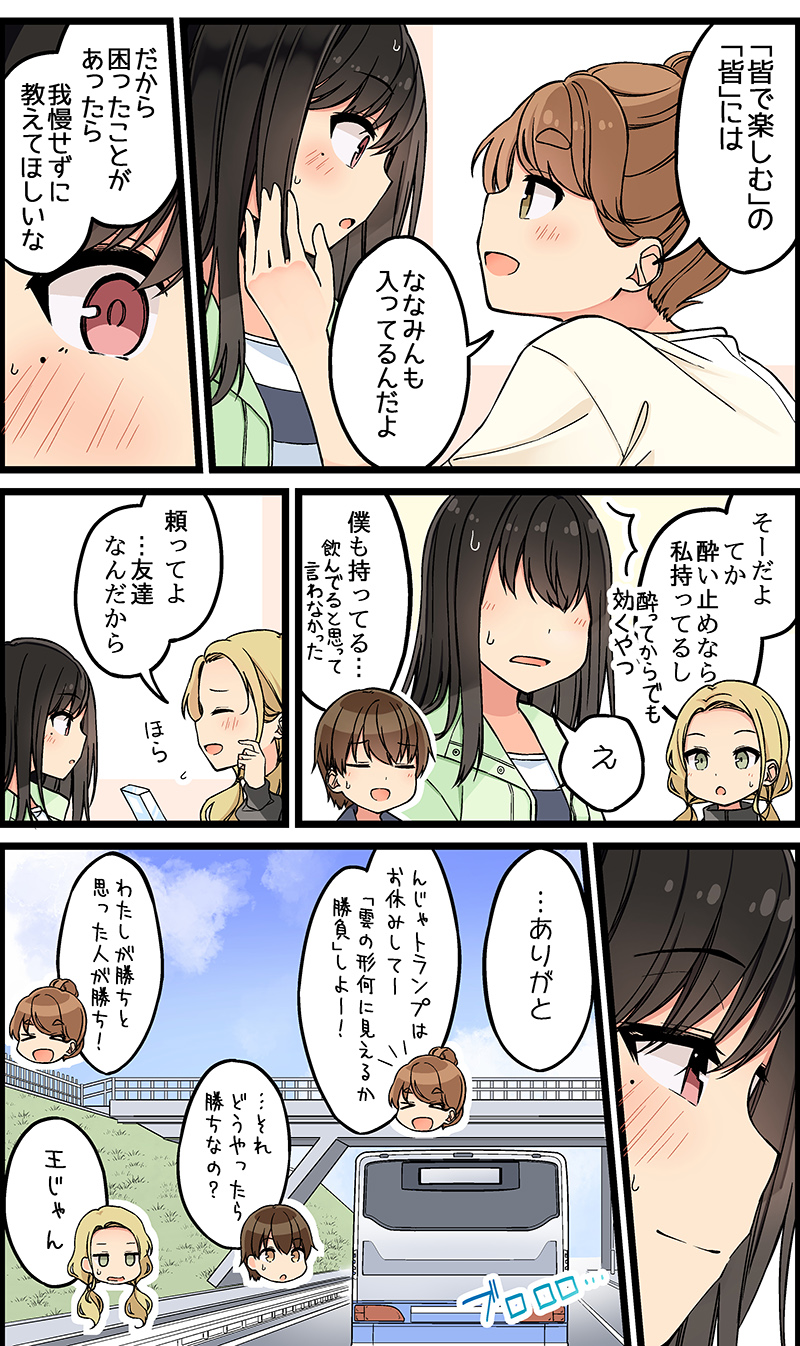 「皆で楽しむ」の
「皆」には
ななみんも
入ってるんだよ
だから
困ったことが
あったら
我慢せずに
教えてほしいな
そーだよ
てか
酔い止めなら
私持ってるし
酔ってからでも
効くやつ
え
僕も持ってる…
飲んでると思って
言わなかった
頼ってよ
…友達
なんだから
ほら
…ありがと
んじゃトランプは
お休みしてー
「雲の形何に見えるか
勝負」しよー！
…それ
どうやったら
勝ちなの？
わたしが勝ちと
思った人が勝ち！
王じゃん
ブロロロ…